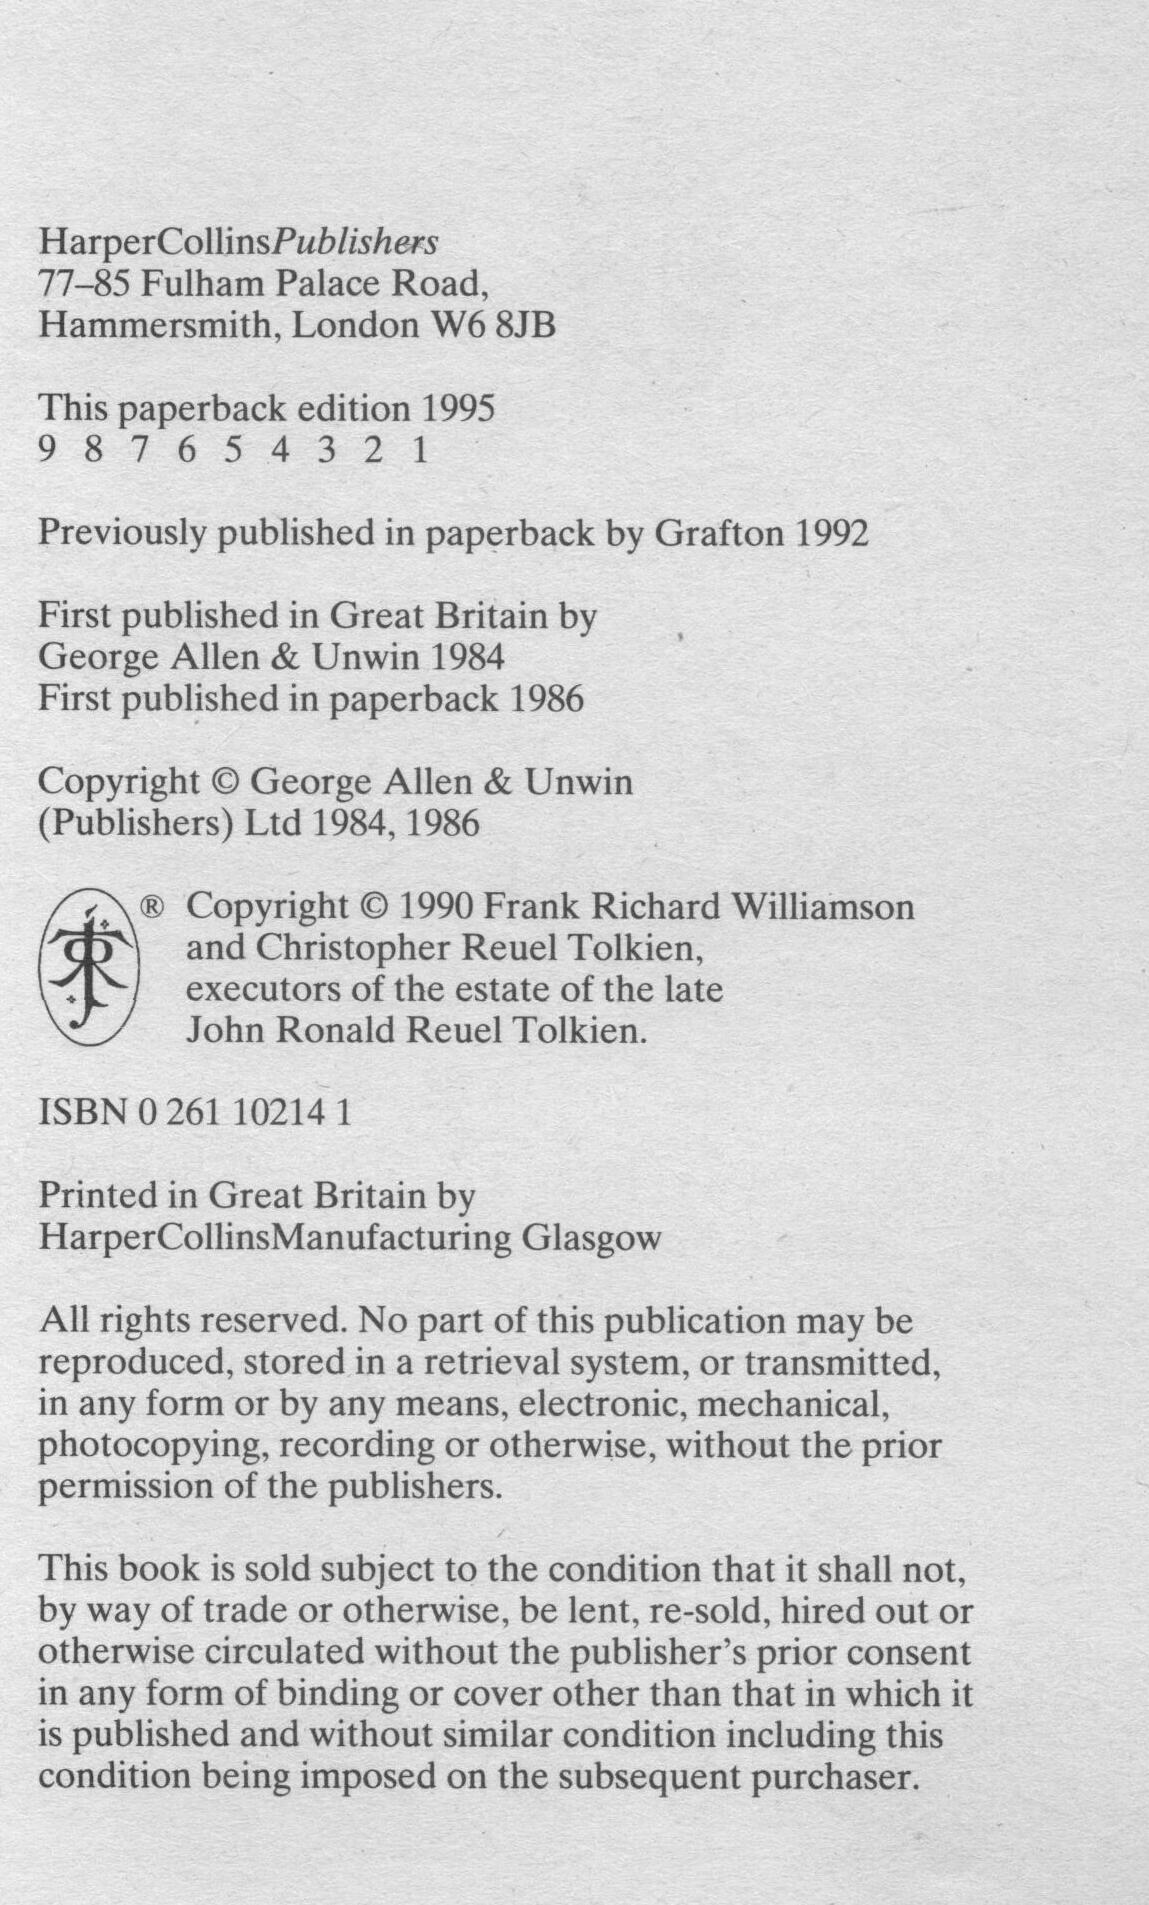 HarperCollinsPublishers
77–85 Fulham Palace Road,
Hammersmith, London W6 8JB
This paperback edition 1995
9 8 7 6 5 4 3 2 1
Previously published in paperback by Grafton 1992
First published in Great Britain by
George Allen & Unwin 1984
First published in paperback 1986
Copyright © George Allen & Unwin
(Publishers) Ltd 1984, 1986
® Copyright © 1990 Frank Richard Williamson
and Christopher Reuel Tolkien,
executors of the estate of the late
John Ronald Reuel Tolkien.
ISBN 0 261 10214 1
Printed in Great Britain by
HarperCollinsManufacturing Glasgow
All rights reserved. No part of this publication may be
reproduced, stored in a retrieval system, or transmitted,
in any form or by any means, electronic, mechanical,
photocopying, recording or otherwise, without the prior
permission of the publishers.
This book is sold subject to the condition that it shall not,
by way of trade or otherwise, be lent, re-sold, hired out or
otherwise circulated without the publisher's prior consent
in any form of binding or cover other than that in which it
is published and without similar condition including this
condition being imposed on the subsequent purchaser.